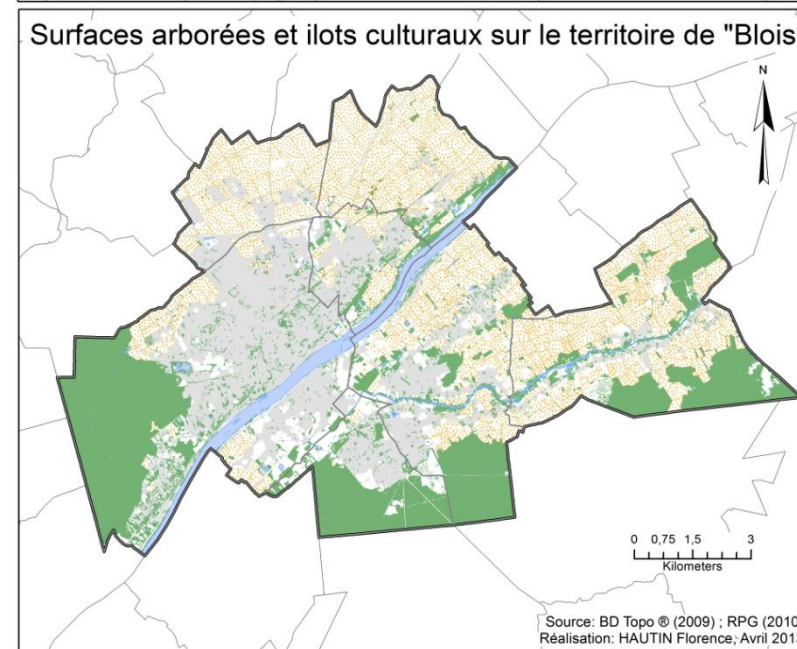 Surfaces arborées et ilots culturaux sur le territoire de "Blois
N
0 0,75 1,5 3
Kilometers
Source: BD Topo ® (2009) ; RPG (2010
Réalisation: HAUTIN Florence, Avril 201